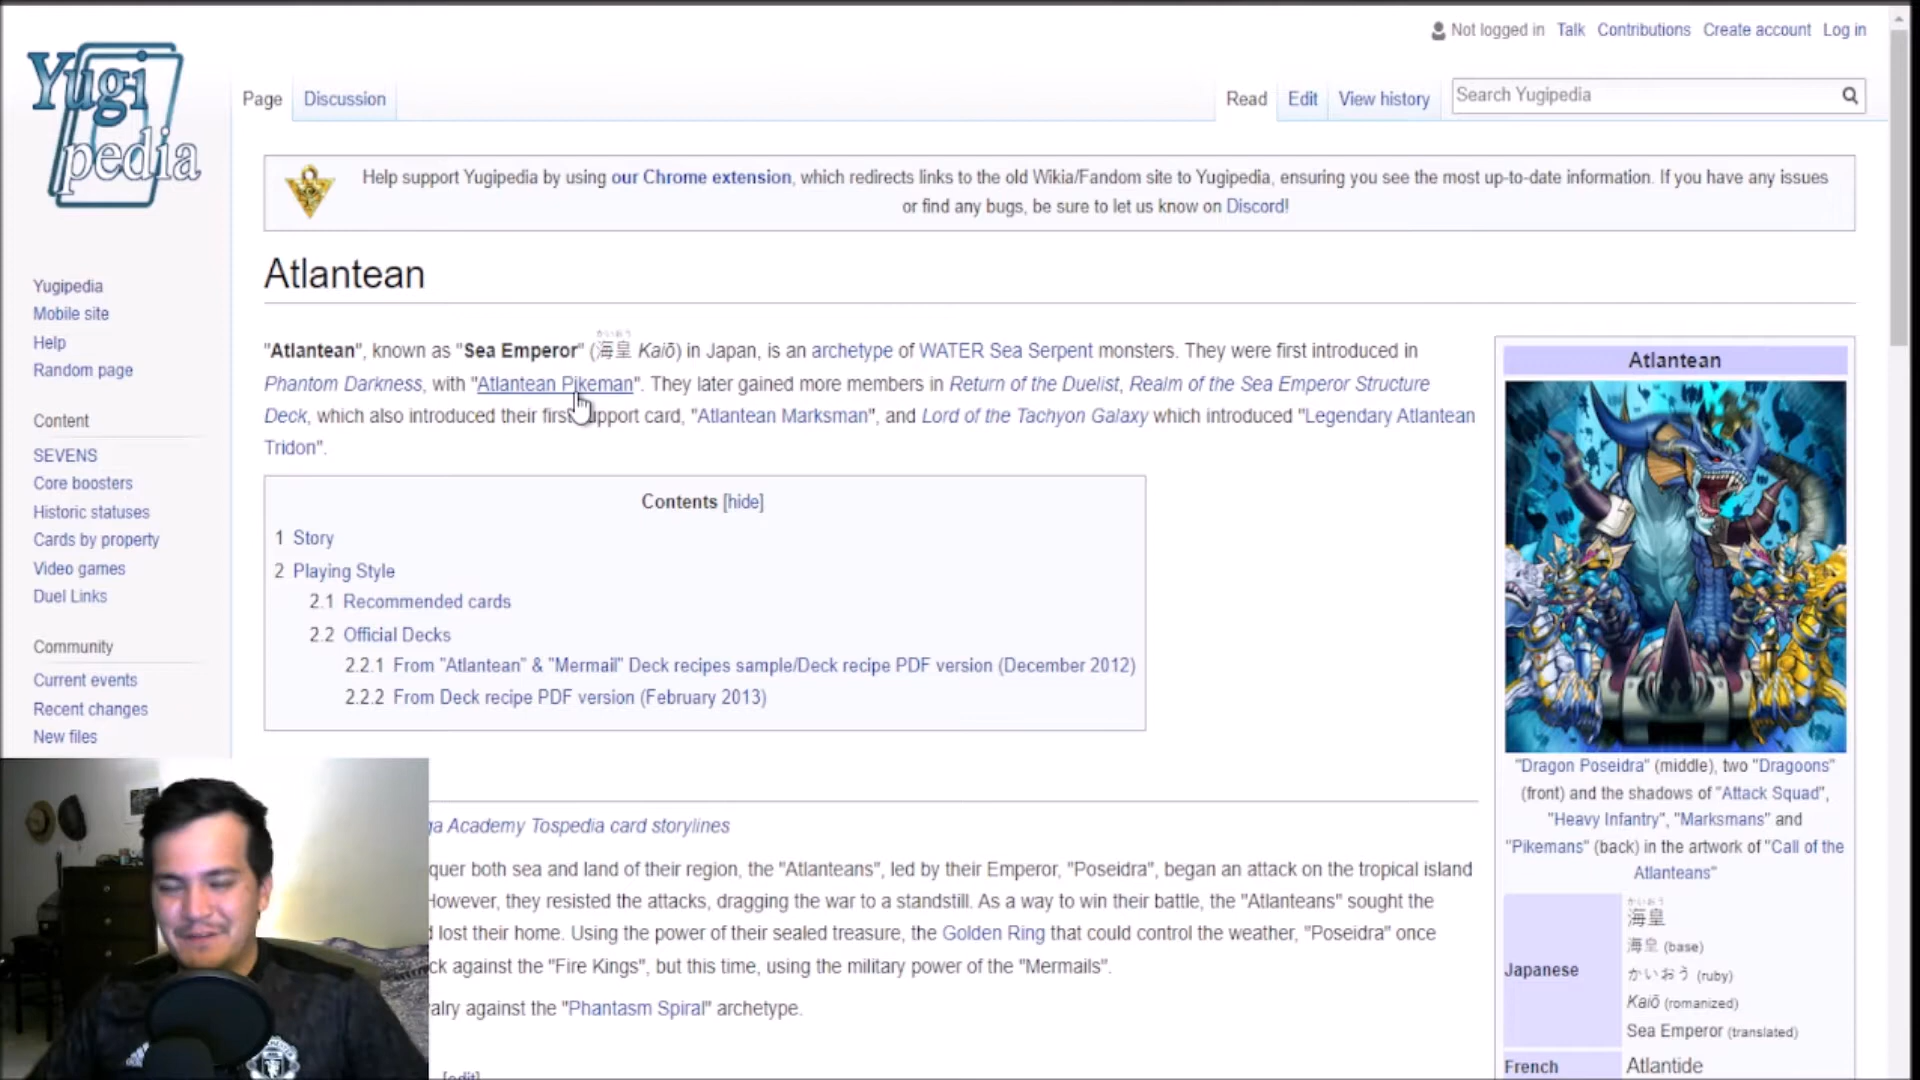 Not logged in Talk Contributions Create account Log in
Yugi
pedia
Page Discussion Read Edit View history Search Yugipedia
Help support Yugipedia by using our Chrome extension, which redirects links to the old Wikia/Fandom site to Yugipedia, ensuring you see the most up-to-date information. If you have any issues
or find any bugs, be sure to let us know on Discord!
Yugipedia
Mobile site
Help
Random page
Content
SEVENS
Core boosters
Historic statuses
Cards by property
Video games
Duel Links
Community
Current events
Recent changes
New files
Atlantean
かいおう
"Atlantean", known as "Sea Emperor" (海皇 Kaiō) in Japan, is an archetype of WATER Sea Serpent monsters. They were first introduced in
Phantom Darkness, with "Atlantean Pikeman". They later gained more members in Return of the Duelist, Realm of the Sea Emperor Structure
Deck, which also introduced their first support card, "Atlantean Marksman", and Lord of the Tachyon Galaxy which introduced "Legendary Atlantean
Tridon".
Contents [hide]
1 Story
2 Playing Style
2.1 Recommended cards
2.2 Official Decks
2.2.1 From "Atlantean" & "Mermail" Deck recipes sample/Deck recipe PDF version (December 2012)
2.2.2 From Deck recipe PDF version (February 2013)
ga Academy Tospedia card storylines
quer both sea and land of their region, the "Atlanteans", led by their Emperor, "Poseidra", began an attack on the tropical island
However, they resisted the attacks, dragging the war to a standstill. As a way to win their battle, the "Atlanteans" sought the
lost their home. Using the power of their sealed treasure, the Golden Ring that could control the weather, "Poseidra" once
ck against the "Fire Kings", but this time, using the military power of the "Mermails".
alry against the "Phantasm Spiral" archetype.
[edit]
Atlantean
"Dragon Poseidra" (middle), two "Dragoons"
(front) and the shadows of "Attack Squad",
"Heavy Infantry", "Marksmans" and
"Pikemans" (back) in the artwork of "Call of the
Atlanteans"
Japanese
かいおう
海皇
海皇 (base)
かいおう (ruby)
Kaiō (romanized)
Sea Emperor (translated)
French Atlantide